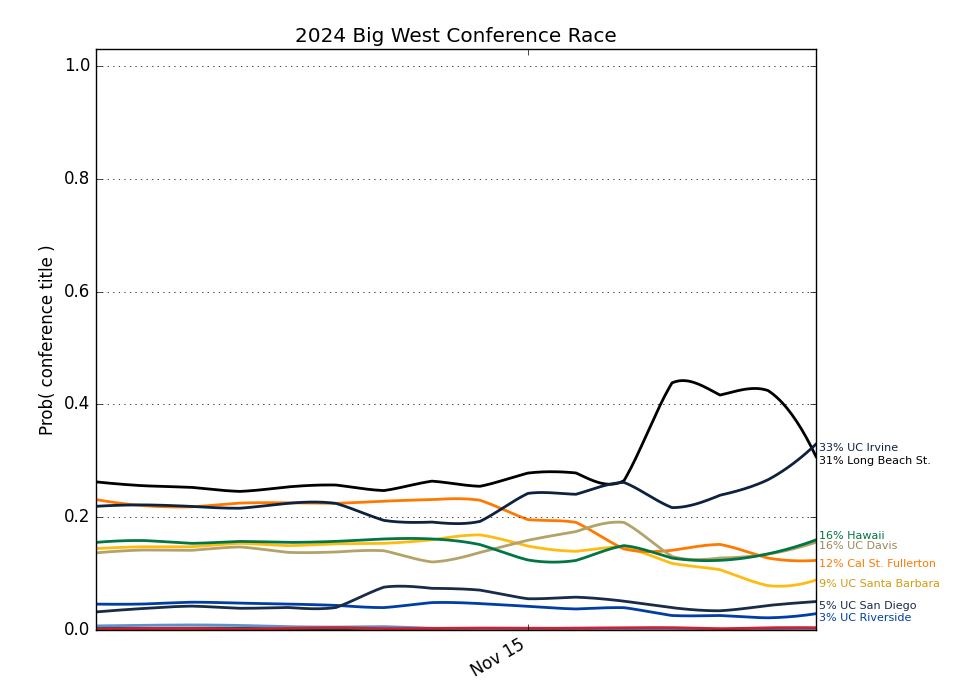 2024 Big West Conference Race
1.0
0.8
0.6
0.4
0.2
0.0
Prob( conference title )
Nov 15
33% UC Irvine
31% Long Beach St.
16% Hawaii
16% UC Davis
12% Cal St. Fullerton
9% UC Santa Barbara
5% UC San Diego
3% UC Riverside